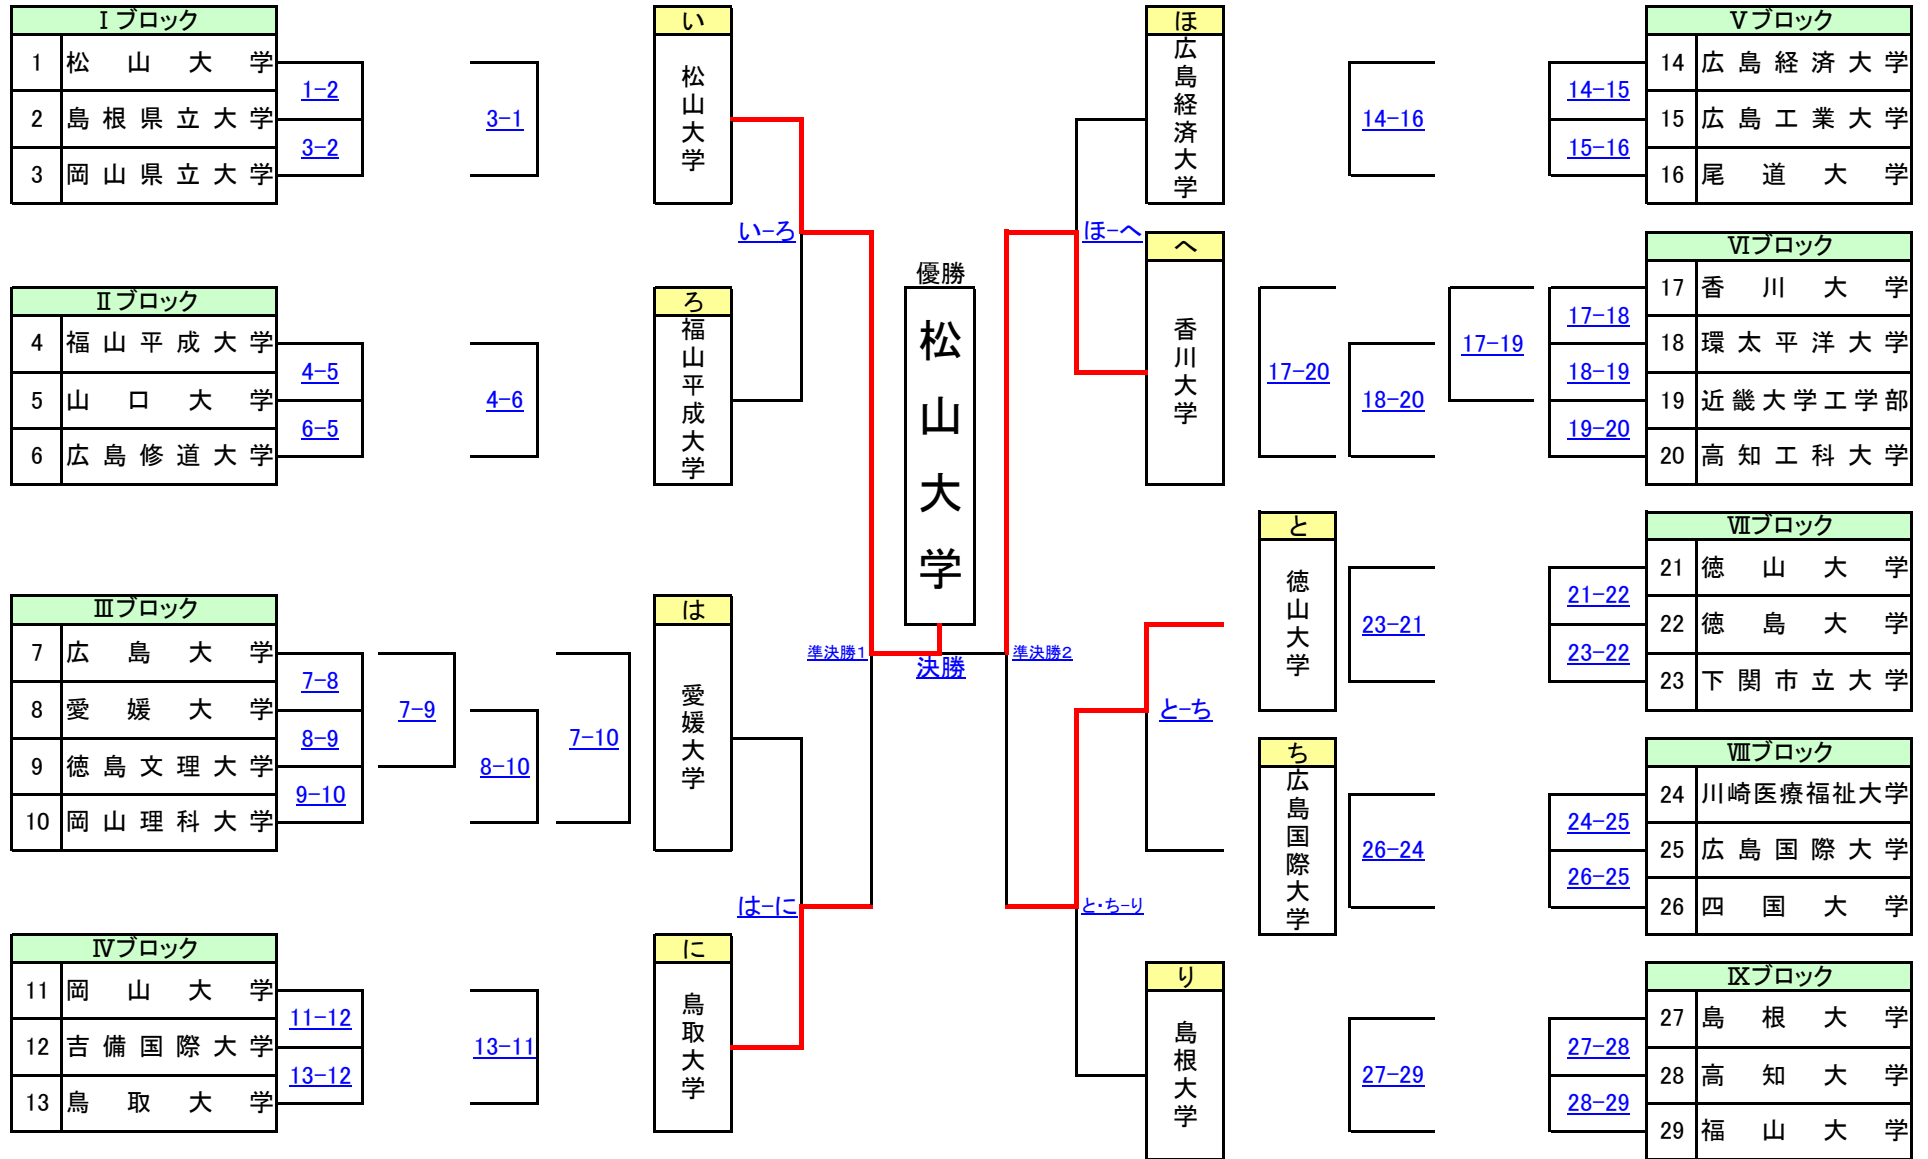 Ⅰブロック
1 松山大学
2 島根県立大学
3 岡山県立大学
1-2
3-2
3-1
Ⅱブロック
4 福山平成大学
5 山口大学
6 広島修道大学
4-5
6-5
4-6
Ⅲブロック
7 広島大学
8 愛媛大学
9 徳島文理大学
10 岡山理科大学
7-8
8-9
9-10
7-9
8-10
7-10
Ⅳブロック
11 岡山大学
12 吉備国際大学
13 鳥取大学
11-12
13-12
13-11
い
松山大学
ろ
福山平成大学
は
愛媛大学
に
鳥取大学
い-ろ
は-に
準決勝1
優勝
松山大学
決勝
準決勝2
ほ-へ
と-ち
と・ち-り
ほ
広島経済大学
へ
香川大学
と
徳山大学
ち
広島国際大学
り
島根大学
Ⅴブロック
14 広島経済大学
15 広島工業大学
16 尾道大学
14-15
15-16
14-16
Ⅵブロック
17 香川大学
18 環太平洋大学
19 近畿大学工学部
20 高知工科大学
17-18
18-19
19-20
17-19
18-20
17-20
Ⅶブロック
21 徳山大学
22 徳島大学
23 下関市立大学
21-22
23-22
23-21
Ⅷブロック
24 川崎医療福祉大学
25 広島国際大学
26 四国大学
24-25
26-25
26-24
Ⅸブロック
27 島根大学
28 高知大学
29 福山大学
27-28
28-29
27-29